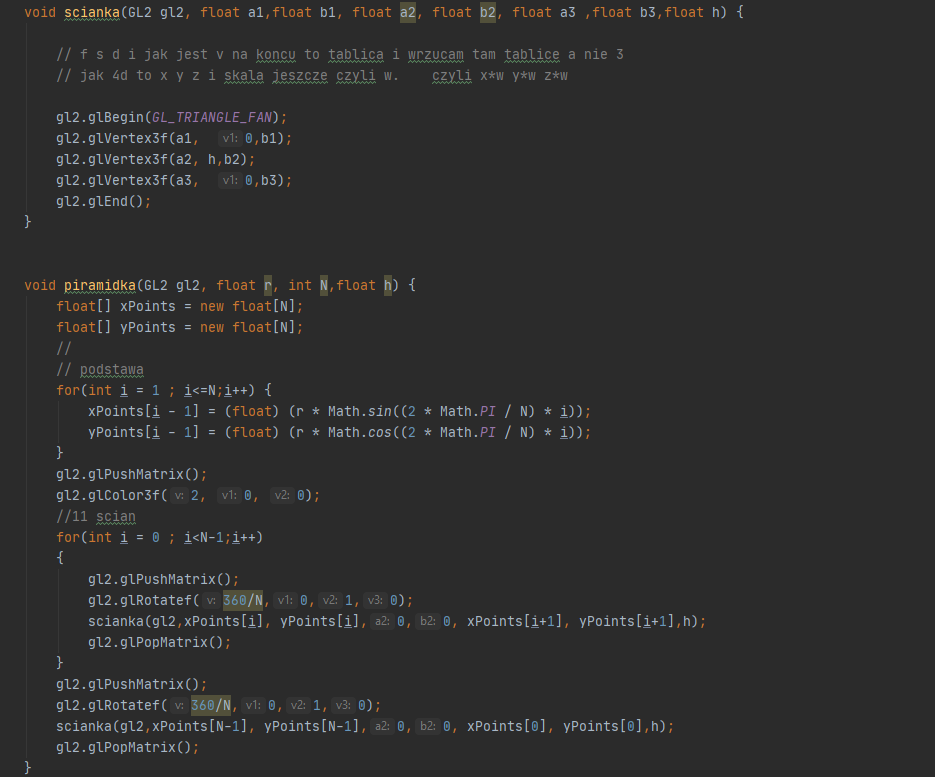 void scianka(GL2 gl2, float a1,float b1, float a2, float b2, float a3 ,float b3,float h) {
// f s d i jak jest v na koncu to tablica i wrzucam tam tablice a nie 3
// jak 4d to x y z i skala jeszcze czyli w.    czyli x*w y*w z*w
gl2.glBegin(GL_TRIANGLE_FAN);
gl2.glVertex3f(a1, v1: 0,b1);
gl2.glVertex3f(a2, h,b2);
gl2.glVertex3f(a3, v1: 0,b3);
gl2.glEnd();
}
void piramidka(GL2 gl2, float r, int N,float h) {
float[] xPoints = new float[N];
float[] yPoints = new float[N];
//
// podstawa
for(int i = 1 ; i<=N;i++) {
xPoints[i - 1] = (float) (r * Math.sin((2 * Math.PI / N) * i));
yPoints[i - 1] = (float) (r * Math.cos((2 * Math.PI / N) * i));
}
gl2.glPushMatrix();
gl2.glColor3f( v: 2, v1: 0, v2: 0);
//11 scian
for(int i = 0 ; i<N-1;i++)
{
gl2.glPushMatrix();
gl2.glRotatef( v: 360/N, v1: 0, v2: 1, v3: 0);
scianka(gl2,xPoints[i], yPoints[i], a2: 0, b2: 0, xPoints[i+1], yPoints[i+1],h);
gl2.glPopMatrix();
}
gl2.glPushMatrix();
gl2.glRotatef( v: 360/N, v1: 0, v2: 1, v3: 0);
scianka(gl2,xPoints[N-1], yPoints[N-1], a2: 0, b2: 0, xPoints[0], yPoints[0],h);
gl2.glPopMatrix();
}